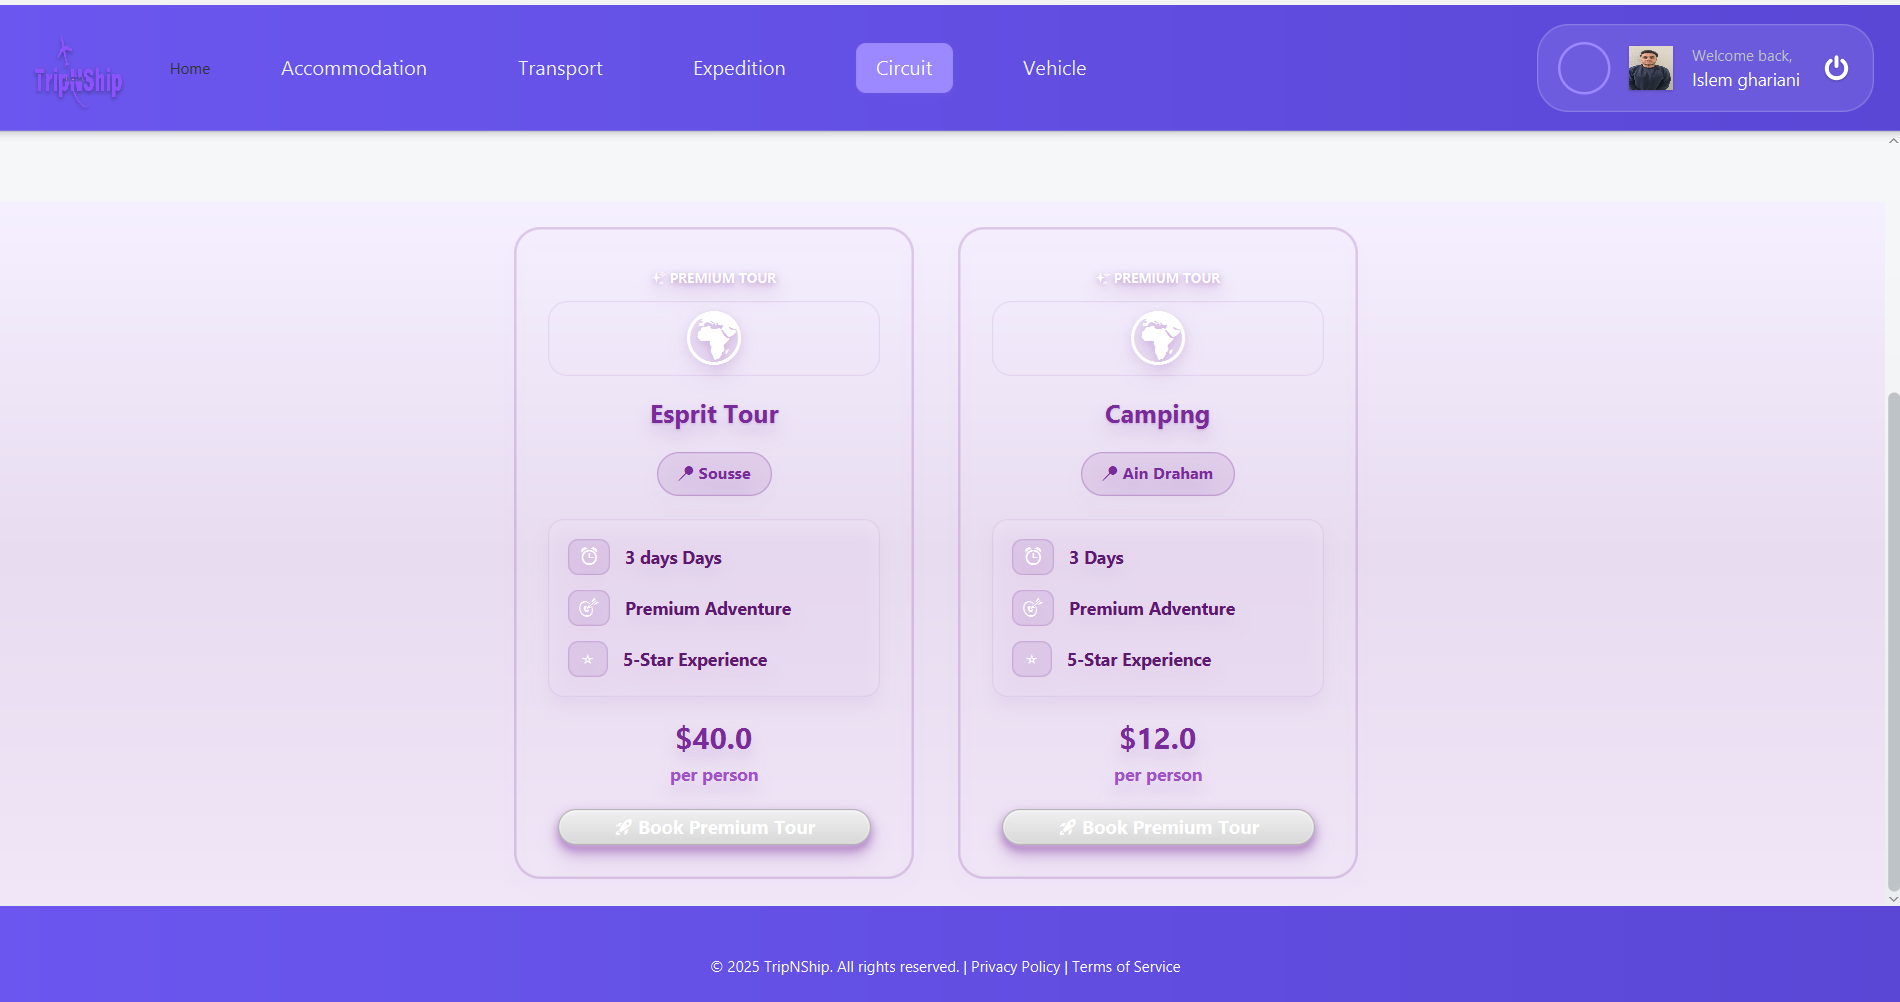 TripNShip
Home
Accommodation
Transport
Expedition
Circuit
Vehicle
Welcome back,
Islem ghariani
PREMIUM TOUR
Esprit Tour
Sousse
3 days Days
Premium Adventure
5-Star Experience
$40.0
per person
Book Premium Tour
PREMIUM TOUR
Camping
Ain Draham
3 Days
Premium Adventure
5-Star Experience
$12.0
per person
Book Premium Tour
© 2025 TripNShip. All rights reserved. | Privacy Policy | Terms of Service